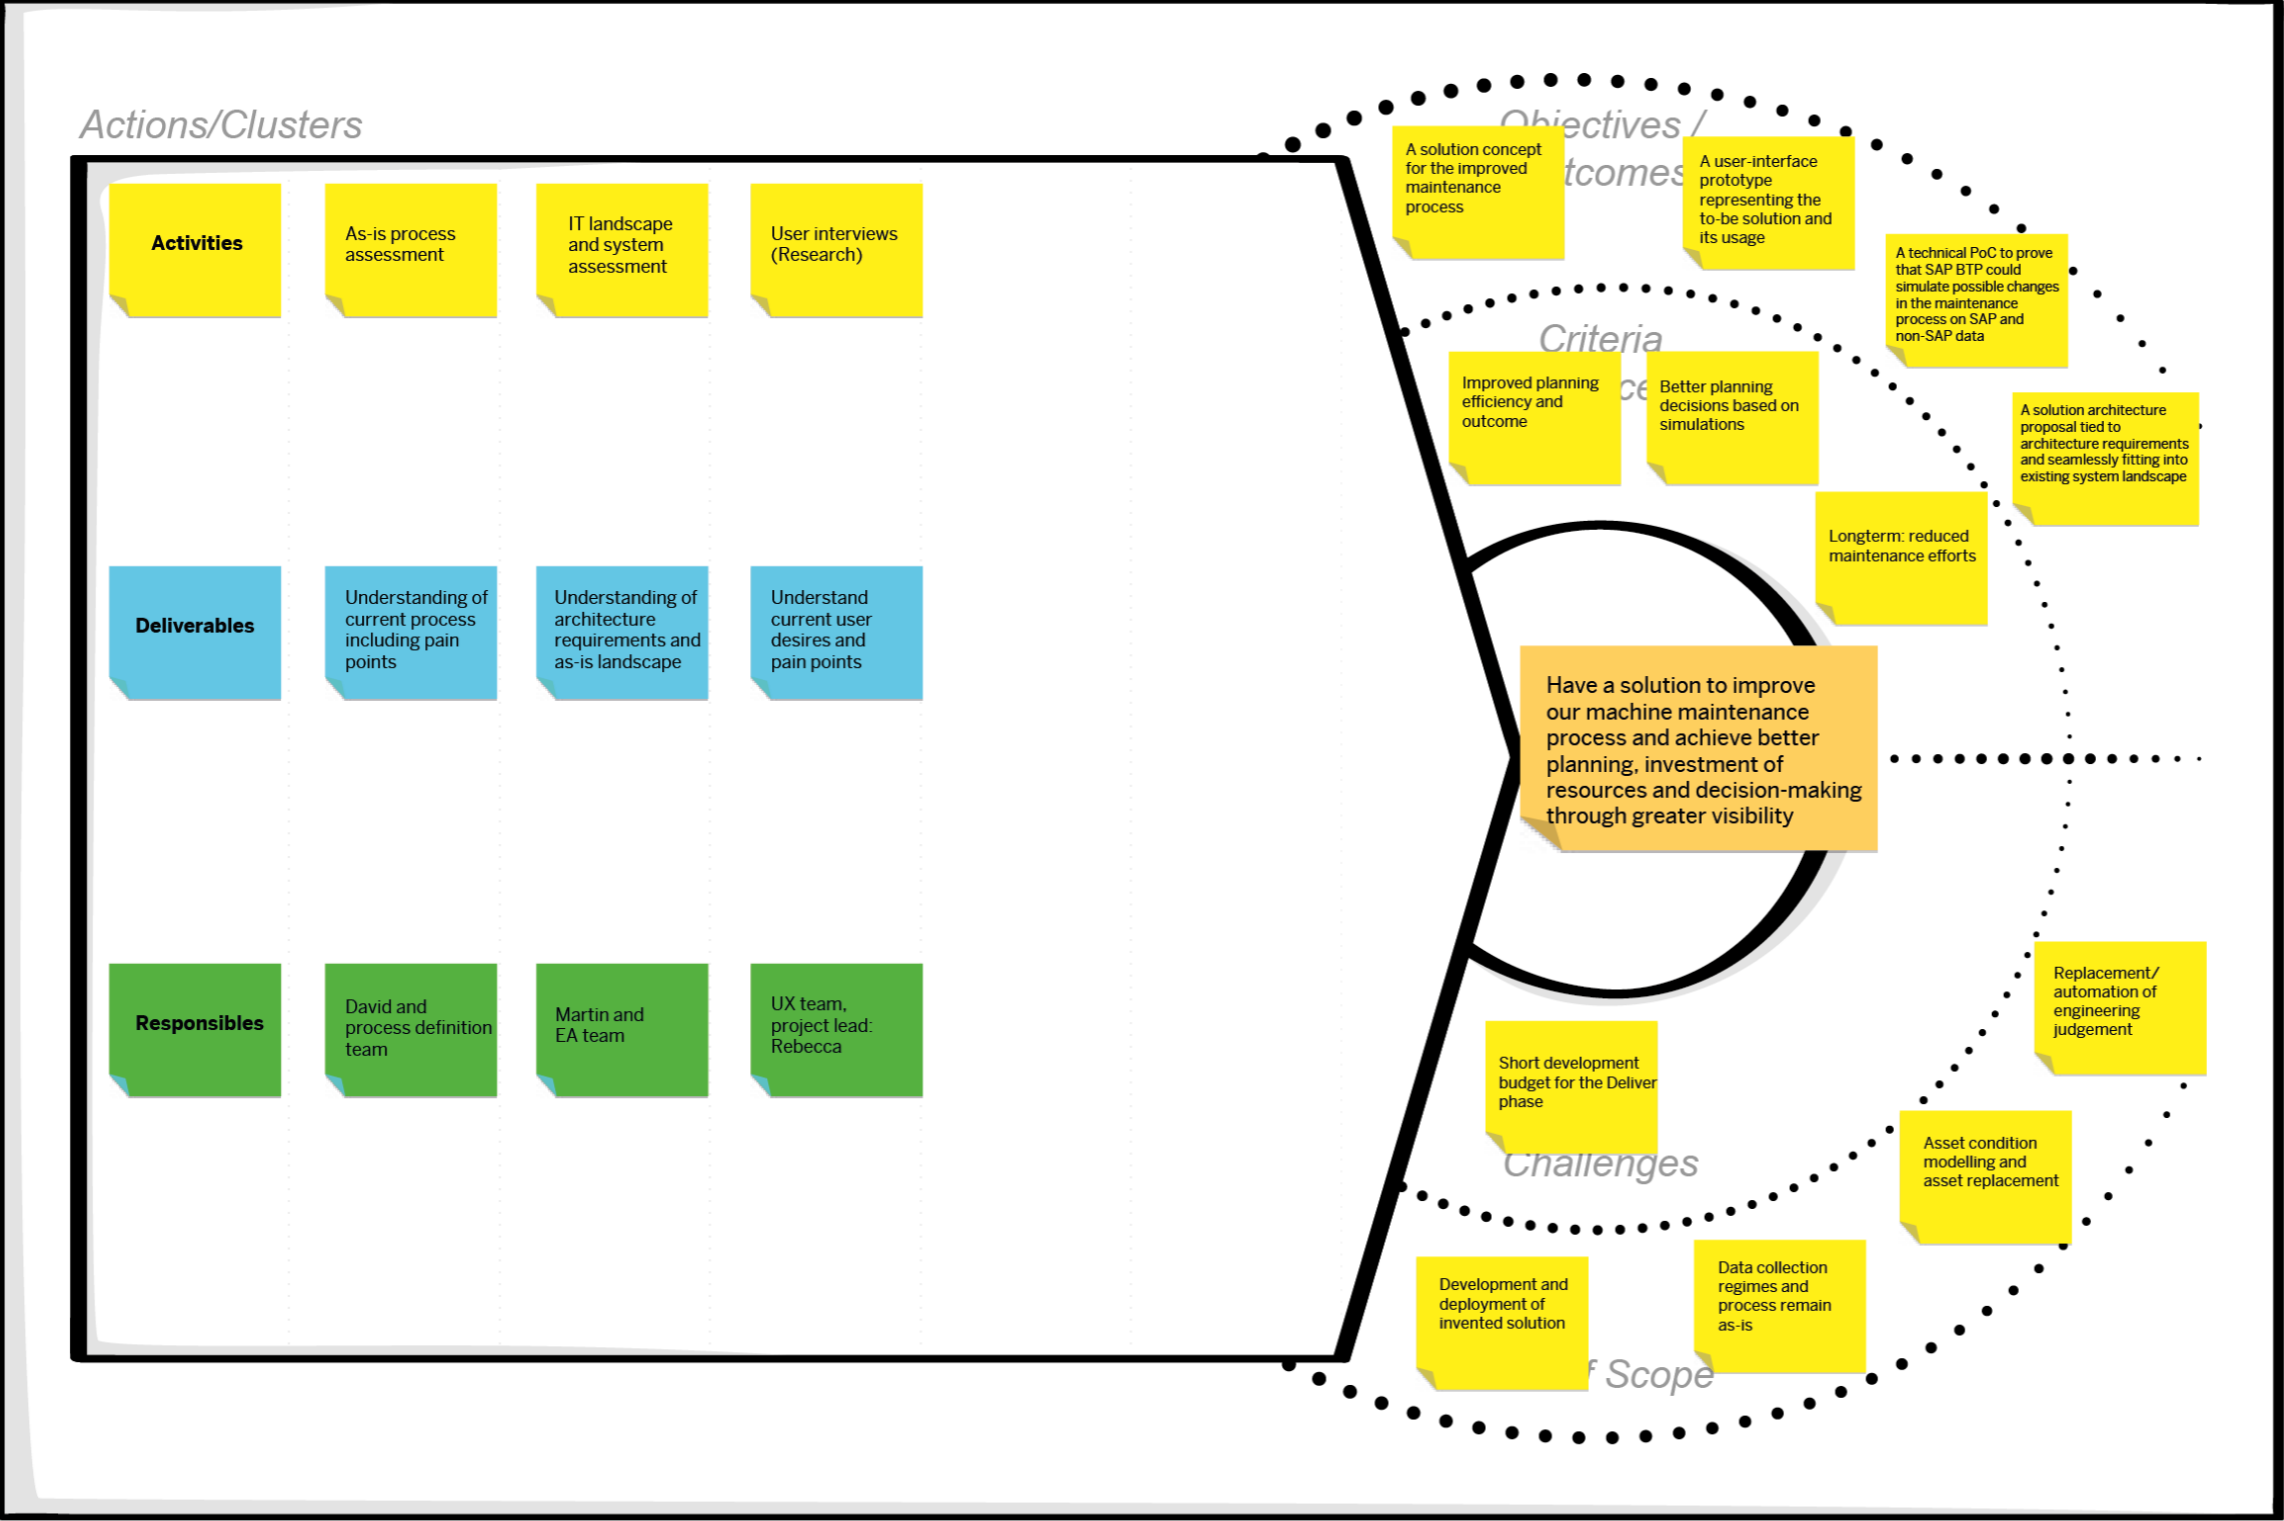 Actions/Clusters
Activities
As-is process
assessment
IT landscape
and system
assessment
User interviews
(Research)
Deliverables
Understanding of
current process
including pain
points
Understanding of
architecture
requirements and
as-is landscape
Understand
current user
desires and
pain points
Responsibles
David and
process definition
team
Martin and
EA team
UX team,
project lead:
Rebecca
Objectives /
A solution concept
for the improved
maintenance
process
A user-interface
prototype
representing the
to-be solution and
its usage
A technical PoC to prove
that SAP BTP could
simulate possible changes
in the maintenance
process on SAP and
non-SAP data
A solution architecture
proposal tied to
architecture requirements
and seamlessly fitting into
existing system landscape
Criteria
Improved planning
efficiency and
outcome
Better planning
decisions based on
simulations
Longterm: reduced
maintenance efforts
Have a solution to improve
our machine maintenance
process and achieve better
planning, investment of
resources and decision-making
through greater visibility
Short development
budget for the Deliver
phase
Challenges
Replacement/
automation of
engineering
judgement
Asset condition
modelling and
asset replacement
Development and
deployment of
invented solution
Data collection
regimes and
process remain
as-is
Scope